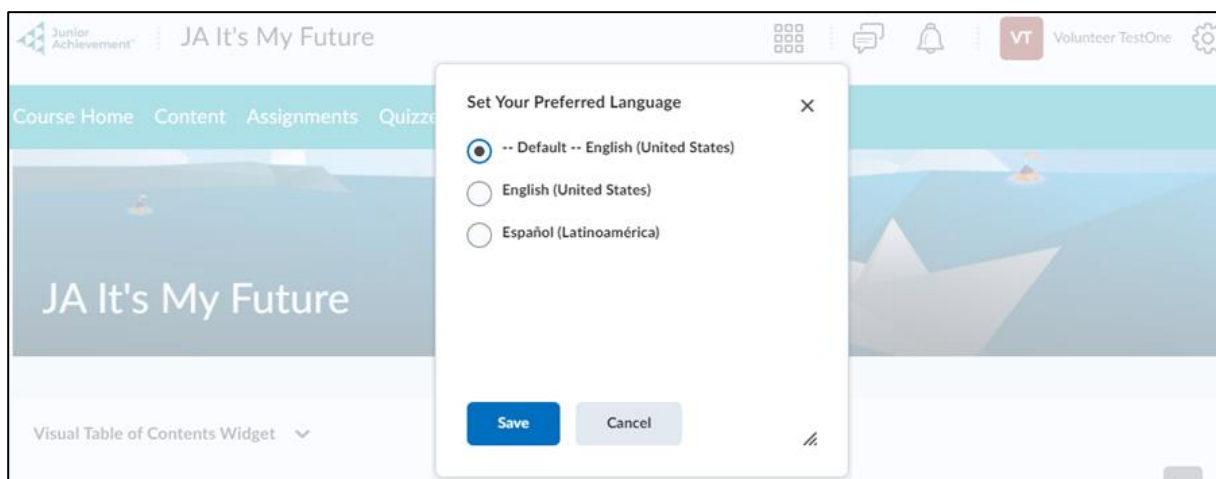 Junior
Achievement
JA It's My Future
VT
Volunteer TestOne
Course Home Content Assignments
Set Your Preferred Language
-- Default -- English (United States)
English (United States)
Español (Latinoamérica)
JA It's My Future
Save Cancel
Visual Table of Contents Widget